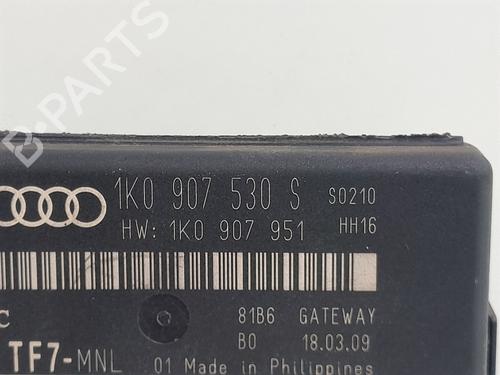 B-PARTS
1K0 907 530 S S0210
HW: 1K0 907 951 HH16
C 81B6 GATEWAY
B0 18.03.09
TF7-MNL 01 Made in Philippines